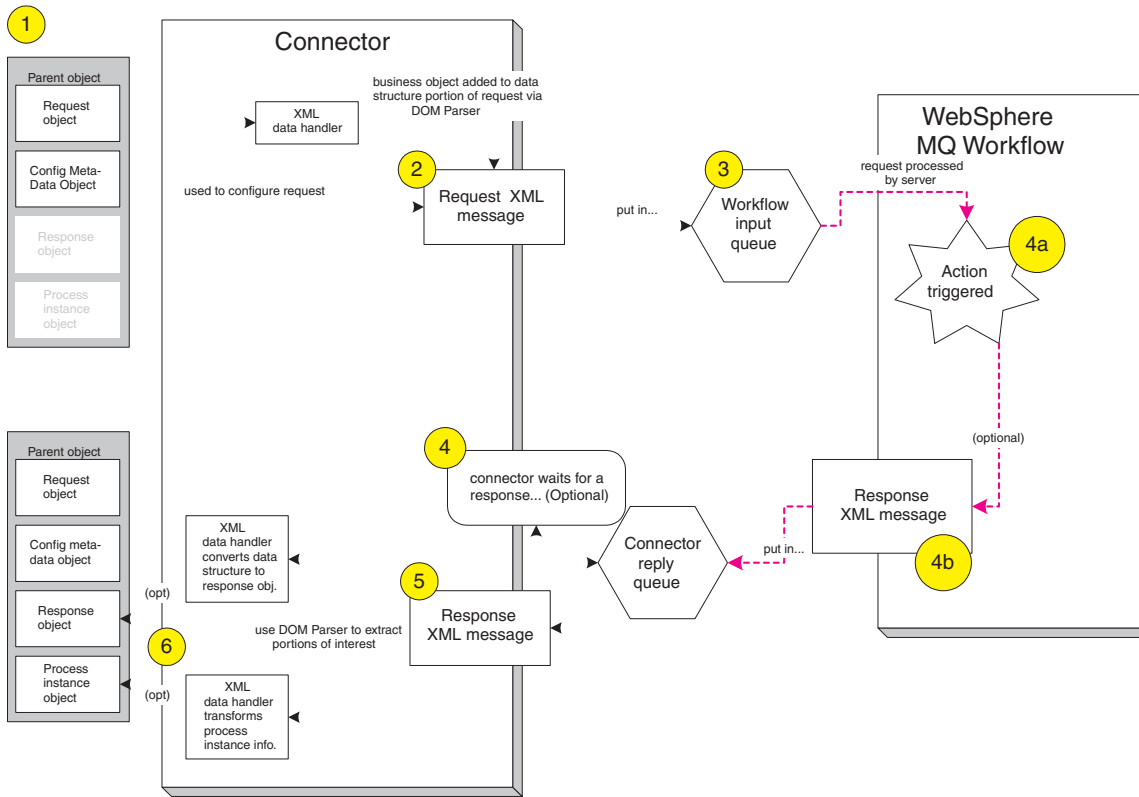 1
Parent object
Request
object
Config Meta-
Data Object
Response
object
Process
instance
object
Connector
business object added to data
structure portion of request via
DOM Parser
XML
data handler
used to configure request
2
Request XML
message
put in...
3
Workflow
input
queue
WebSphere
MQ Workflow
request processed
by server
4a
Action
triggered
(optional)
Response
XML message
4b
put in...
Connector
reply
queue
4
connector waits for a
response... (Optional)
5
Response
XML message
use DOM Parser to extract
portions of interest
XML
data handler
converts data
structure to
response obj.
(opt)
6
(opt)
XML
data handler
transforms
process
instance info.
Parent object
Request
object
Config meta-
data object
Response
object
Process
instance
object